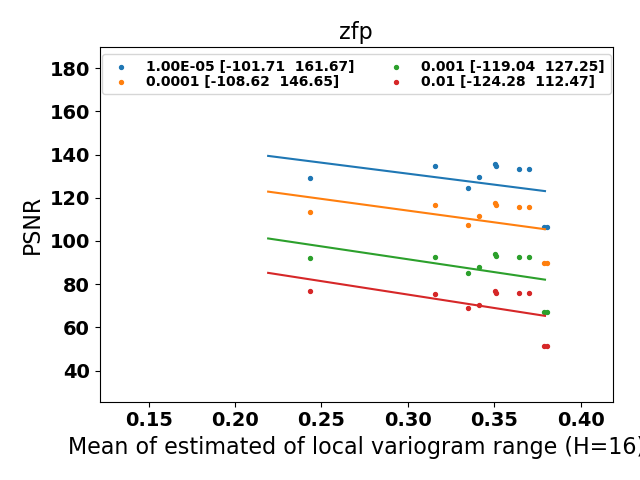 zfp
1.00E-05 [-101.71  161.67]
0.0001 [-108.62  146.65]
0.001 [-119.04  127.25]
0.01 [-124.28  112.47]
PSNR
180
160
140
120
100
80
60
40
0.15 0.20 0.25 0.30 0.35 0.40
Mean of estimated of local variogram range (H=16)